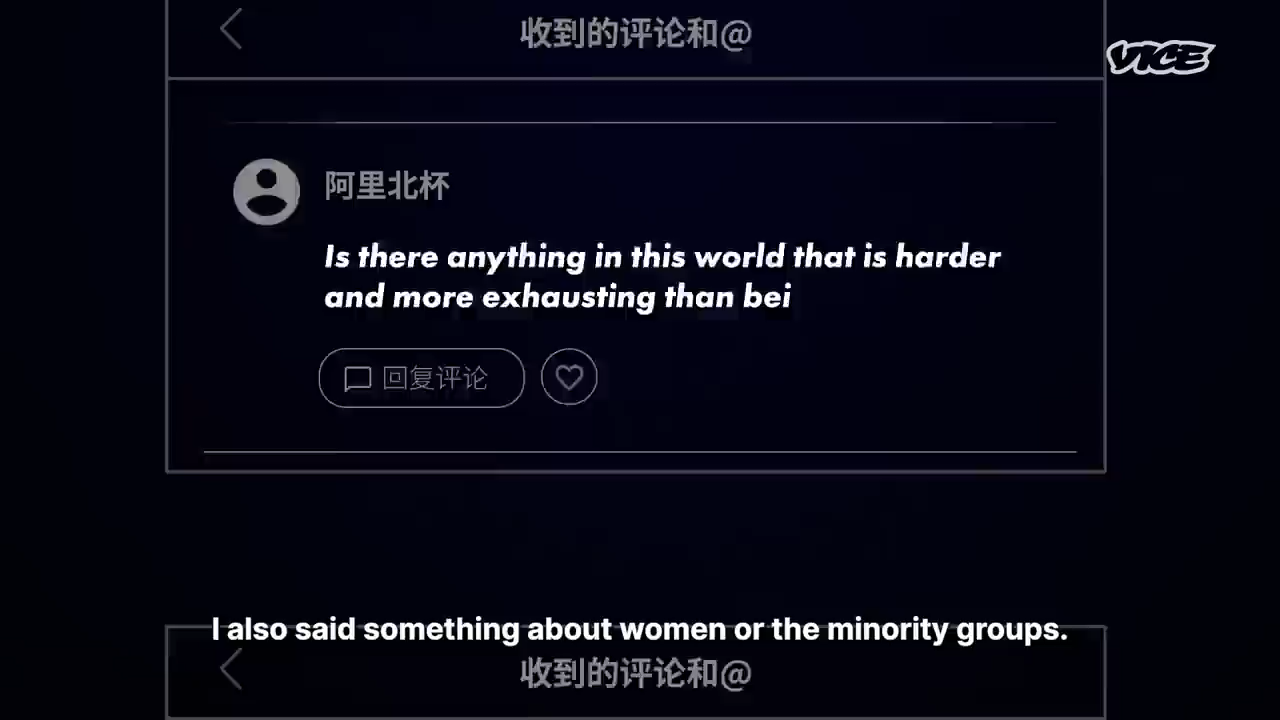 收到的评论和@
VICE
阿里北杯
Is there anything in this world that is harder
and more exhausting than bei
回复评论
I also said something about women or the minority groups.
收到的评论和@